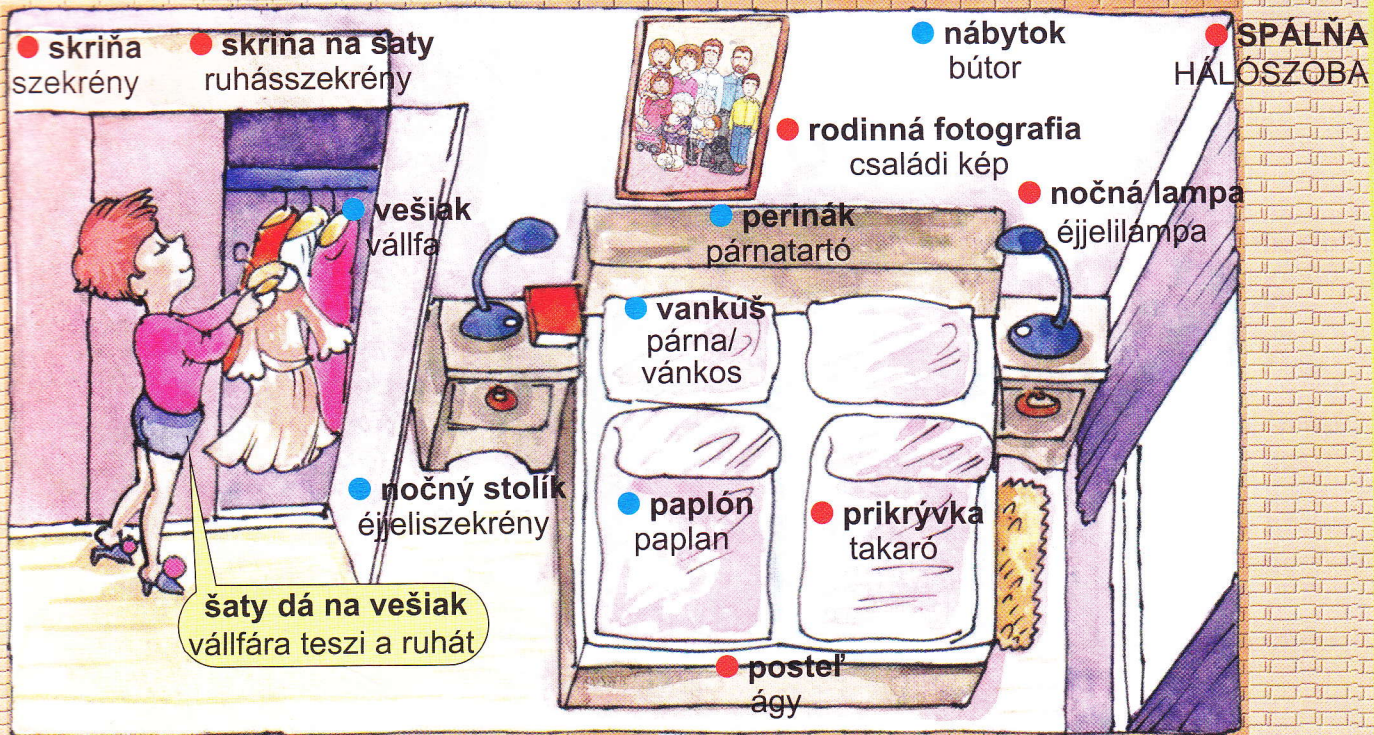 skriňa
szekrény
skriňa na šaty
ruhásszekrény
nábytok
bútor
SPÁLŇA
HÁLÓSZOBA
rodinná fotografia
családi kép
nočná lampa
éjjelilámpa
vešiak
vállfa
perinák
párnatartó
vankúš
párna/
vánkos
nočný stolík
éjjeliszekrény
paplón
paplan
prikrývka
takaró
šaty dá na vešiak
vállfára teszi a ruhát
posteľ
ágy